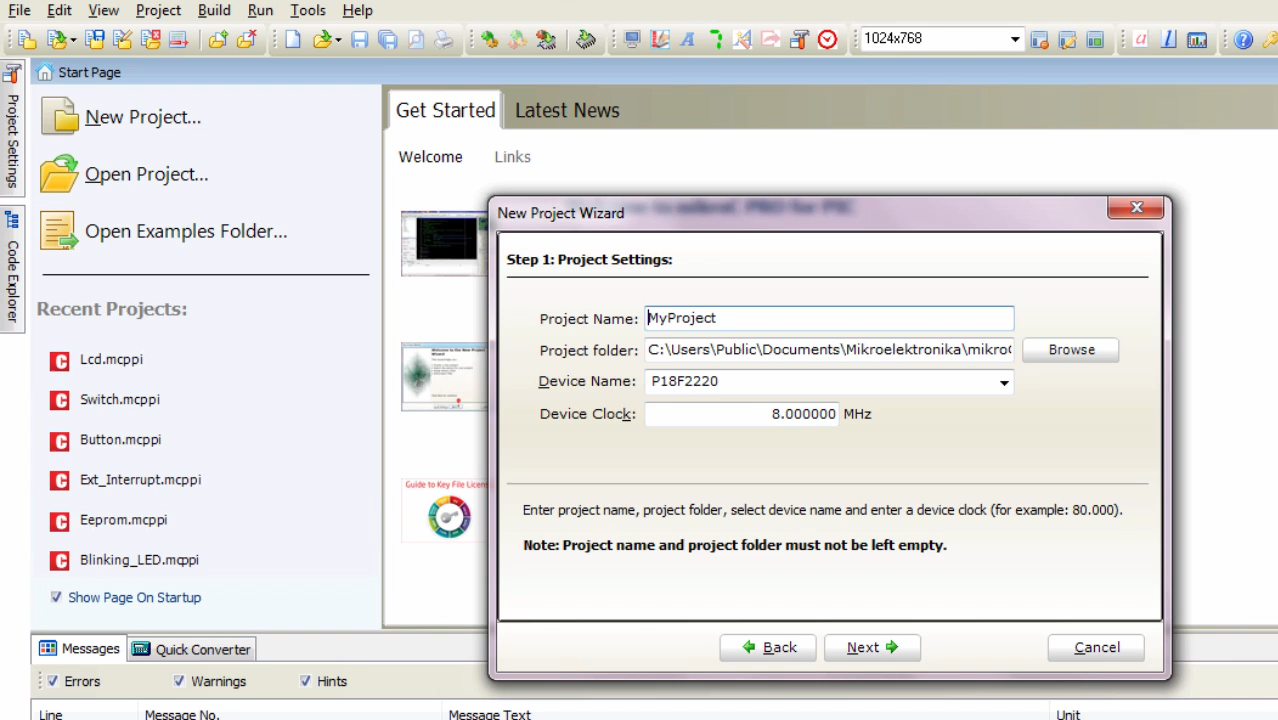 File Edit View Project Build Run Tools Help
1024x768
Start Page
Project Settings
Code Explorer
New Project...
Open Project...
Open Examples Folder...
Recent Projects:
Lcd.mcppi
Switch.mcppi
Button.mcppi
Ext_Interrupt.mcppi
Eeprom.mcppi
Blinking_LED.mcppi
Show Page On Startup
Get Started Latest News
Welcome Links
Guide to Key File Licens
New Project Wizard
Step 1: Project Settings:
Project Name: MyProject
Project folder: C:\Users\Public\Documents\Mikroelektronika\mikro Browse
Device Name: P18F2220
Device Clock: 8.000000 MHz
Enter project name, project folder, select device name and enter a device clock (for example: 80.000).
Note: Project name and project folder must not be left empty.
Back Next Cancel
Messages Quick Converter
Errors Warnings Hints
Line Message No. Message Text Unit